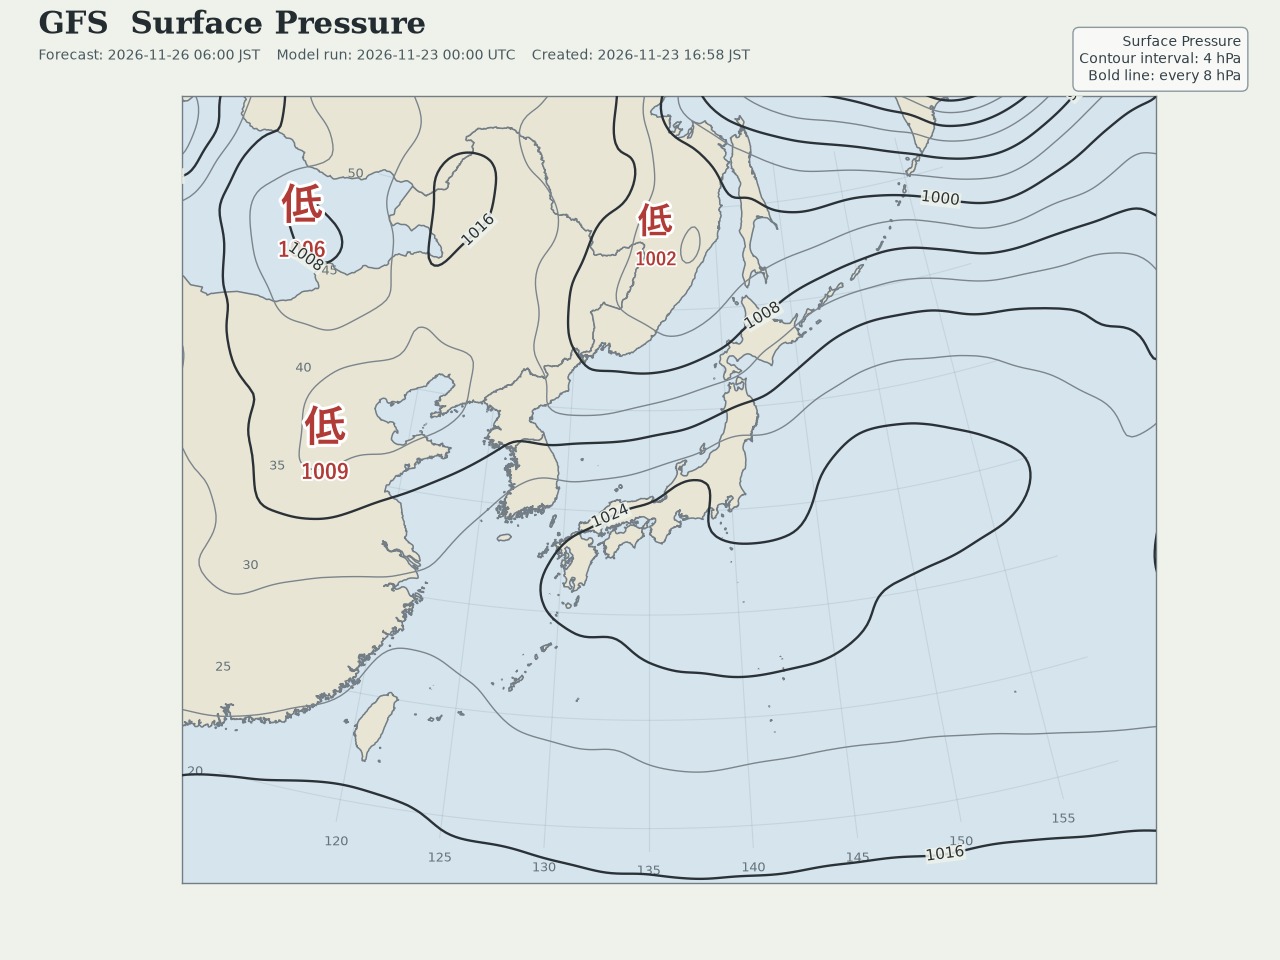 GFS  Surface Pressure
Forecast: 2026-11-26 06:00 JST    Model run: 2026-11-23 00:00 UTC    Created: 2026-11-23 16:58 JST
Surface Pressure
Contour interval: 4 hPa
Bold line: every 8 hPa
50
低
1008
45
1016
低
1002
1000
1008
40
低
1009
35
1024
30
25
20
120
125
130
135
140
145
150
155
1016